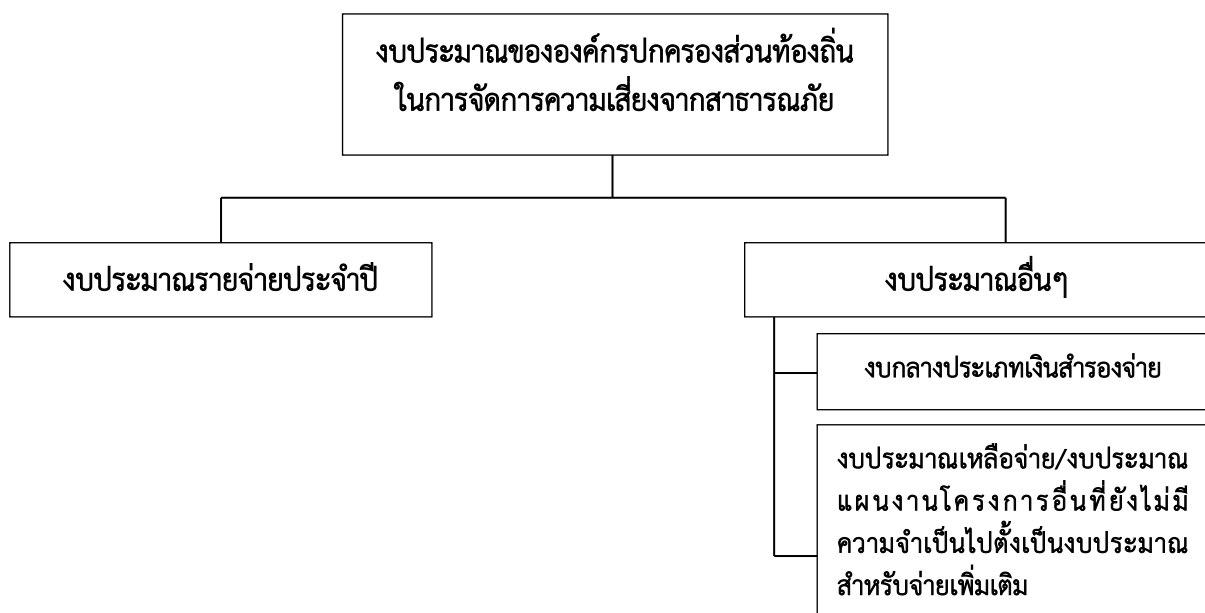 งบประมาณขององค์กรปกครองส่วนท้องถิ่น
ในการจัดการความเสี่ยงจากสาธารณภัย
งบประมาณรายจ่ายประจำปี
งบประมาณอื่นๆ
งบกลางประเภทเงินสำรองจ่าย
งบประมาณเหลือจ่าย/งบประมาณ
แผนงานโครงการอื่นที่ยังไม่มี
ความจำเป็นไปตั้งเป็นงบประมาณ
สำหรับจ่ายเพิ่มเติม